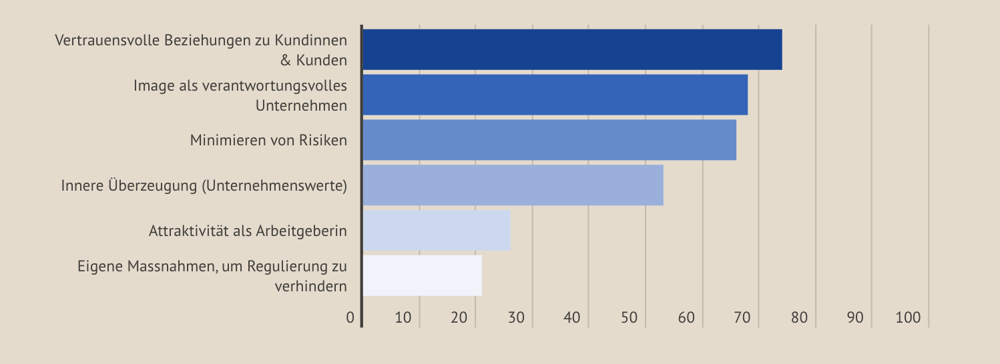 Vertrauensvolle Beziehungen zu Kundinnen
& Kunden
Image als verantwortungsvolles
Unternehmen
Minimieren von Risiken
Innere Überzeugung (Unternehmenswerte)
Attraktivität als Arbeitgeberin
Eigene Massnahmen, um Regulierung zu
verhindern
0 10 20 30 40 50 60 70 80 90 100